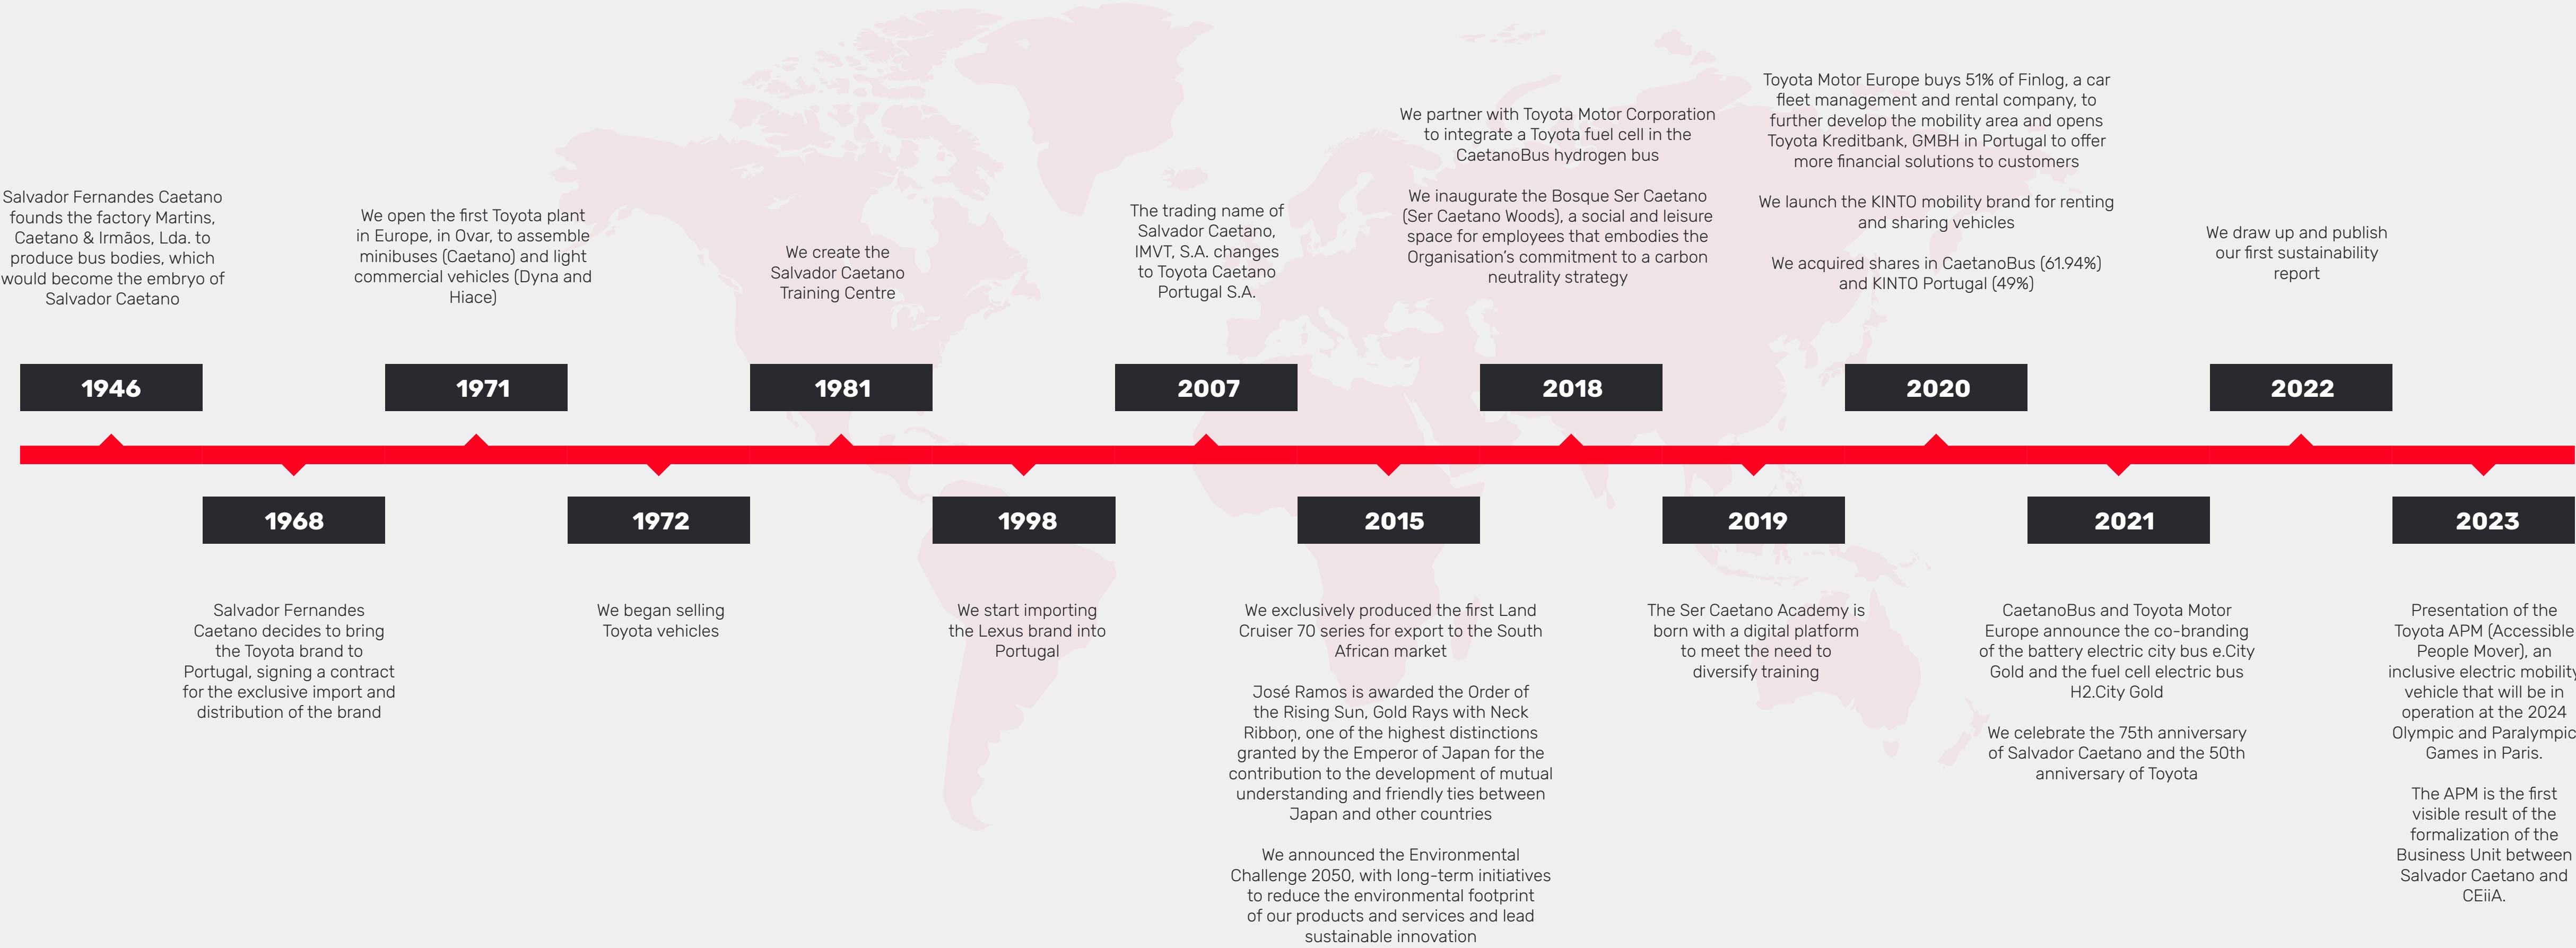 1946
Salvador Fernandes Caetano
founds the factory Martins,
Caetano & Irmãos, Lda. to
produce bus bodies, which
would become the embryo of
Salvador Caetano
1968
Salvador Fernandes
Caetano decides to bring
the Toyota brand to
Portugal, signing a contract
for the exclusive import and
distribution of the brand
1971
We open the first Toyota plant
in Europe, in Ovar, to assemble
minibuses (Caetano) and light
commercial vehicles (Dyna and
Hiace)
1972
We began selling
Toyota vehicles
1981
We create the
Salvador Caetano
Training Centre
1998
We start importing
the Lexus brand into
Portugal
2007
The trading name of
Salvador Caetano,
IMVT, S.A. changes
to Toyota Caetano
Portugal S.A.
2015
We exclusively produced the first Land
Cruiser 70 series for export to the South
African market
José Ramos is awarded the Order of
the Rising Sun, Gold Rays with Neck
Ribbon, one of the highest distinctions
granted by the Emperor of Japan for the
contribution to the development of mutual
understanding and friendly ties between
Japan and other countries
We announced the Environmental
Challenge 2050, with long-term initiatives
to reduce the environmental footprint
of our products and services and lead
sustainable innovation
2018
We partner with Toyota Motor Corporation
to integrate a Toyota fuel cell in the
CaetanoBus hydrogen bus
We inaugurate the Bosque Ser Caetano
(Ser Caetano Woods), a social and leisure
space for employees that embodies the
Organisation’s commitment to a carbon
neutrality strategy
2019
The Ser Caetano Academy is
born with a digital platform
to meet the need to
diversify training
2020
Toyota Motor Europe buys 51% of Finlog, a car
fleet management and rental company, to
further develop the mobility area and opens
Toyota Kreditbank, GMBH in Portugal to offer
more financial solutions to customers
We launch the KINTO mobility brand for renting
and sharing vehicles
We acquired shares in CaetanoBus (61.94%)
and KINTO Portugal (49%)
2021
CaetanoBus and Toyota Motor
Europe announce the co-branding
of the battery electric city bus e.City
Gold and the fuel cell electric bus
H2.City Gold
We celebrate the 75th anniversary
of Salvador Caetano and the 50th
anniversary of Toyota
2022
We draw up and publish
our first sustainability
report
2023
Presentation of the
Toyota APM (Accessible
People Mover), an
inclusive electric mobility
vehicle that will be in
operation at the 2024
Olympic and Paralympic
Games in Paris.
The APM is the first
visible result of the
formalization of the
Business Unit between
Salvador Caetano and
CEiiA.